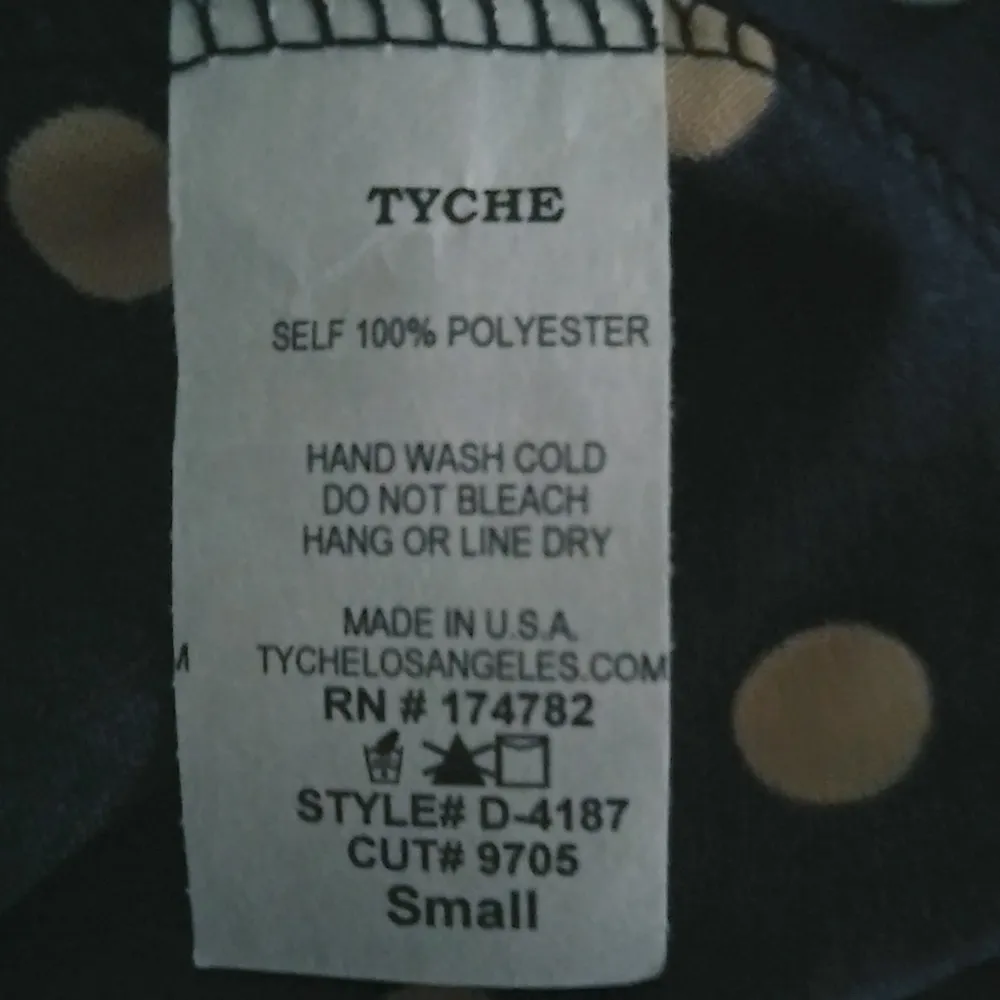 TYCHE
SELF 100% POLYESTER
HAND WASH COLD
DO NOT BLEACH
HANG OR LINE DRY
MADE IN U.S.A.
M TYCHELOSANGELES.COM
RN # 174782
STYLE# D-4187
CUT# 9705
Small